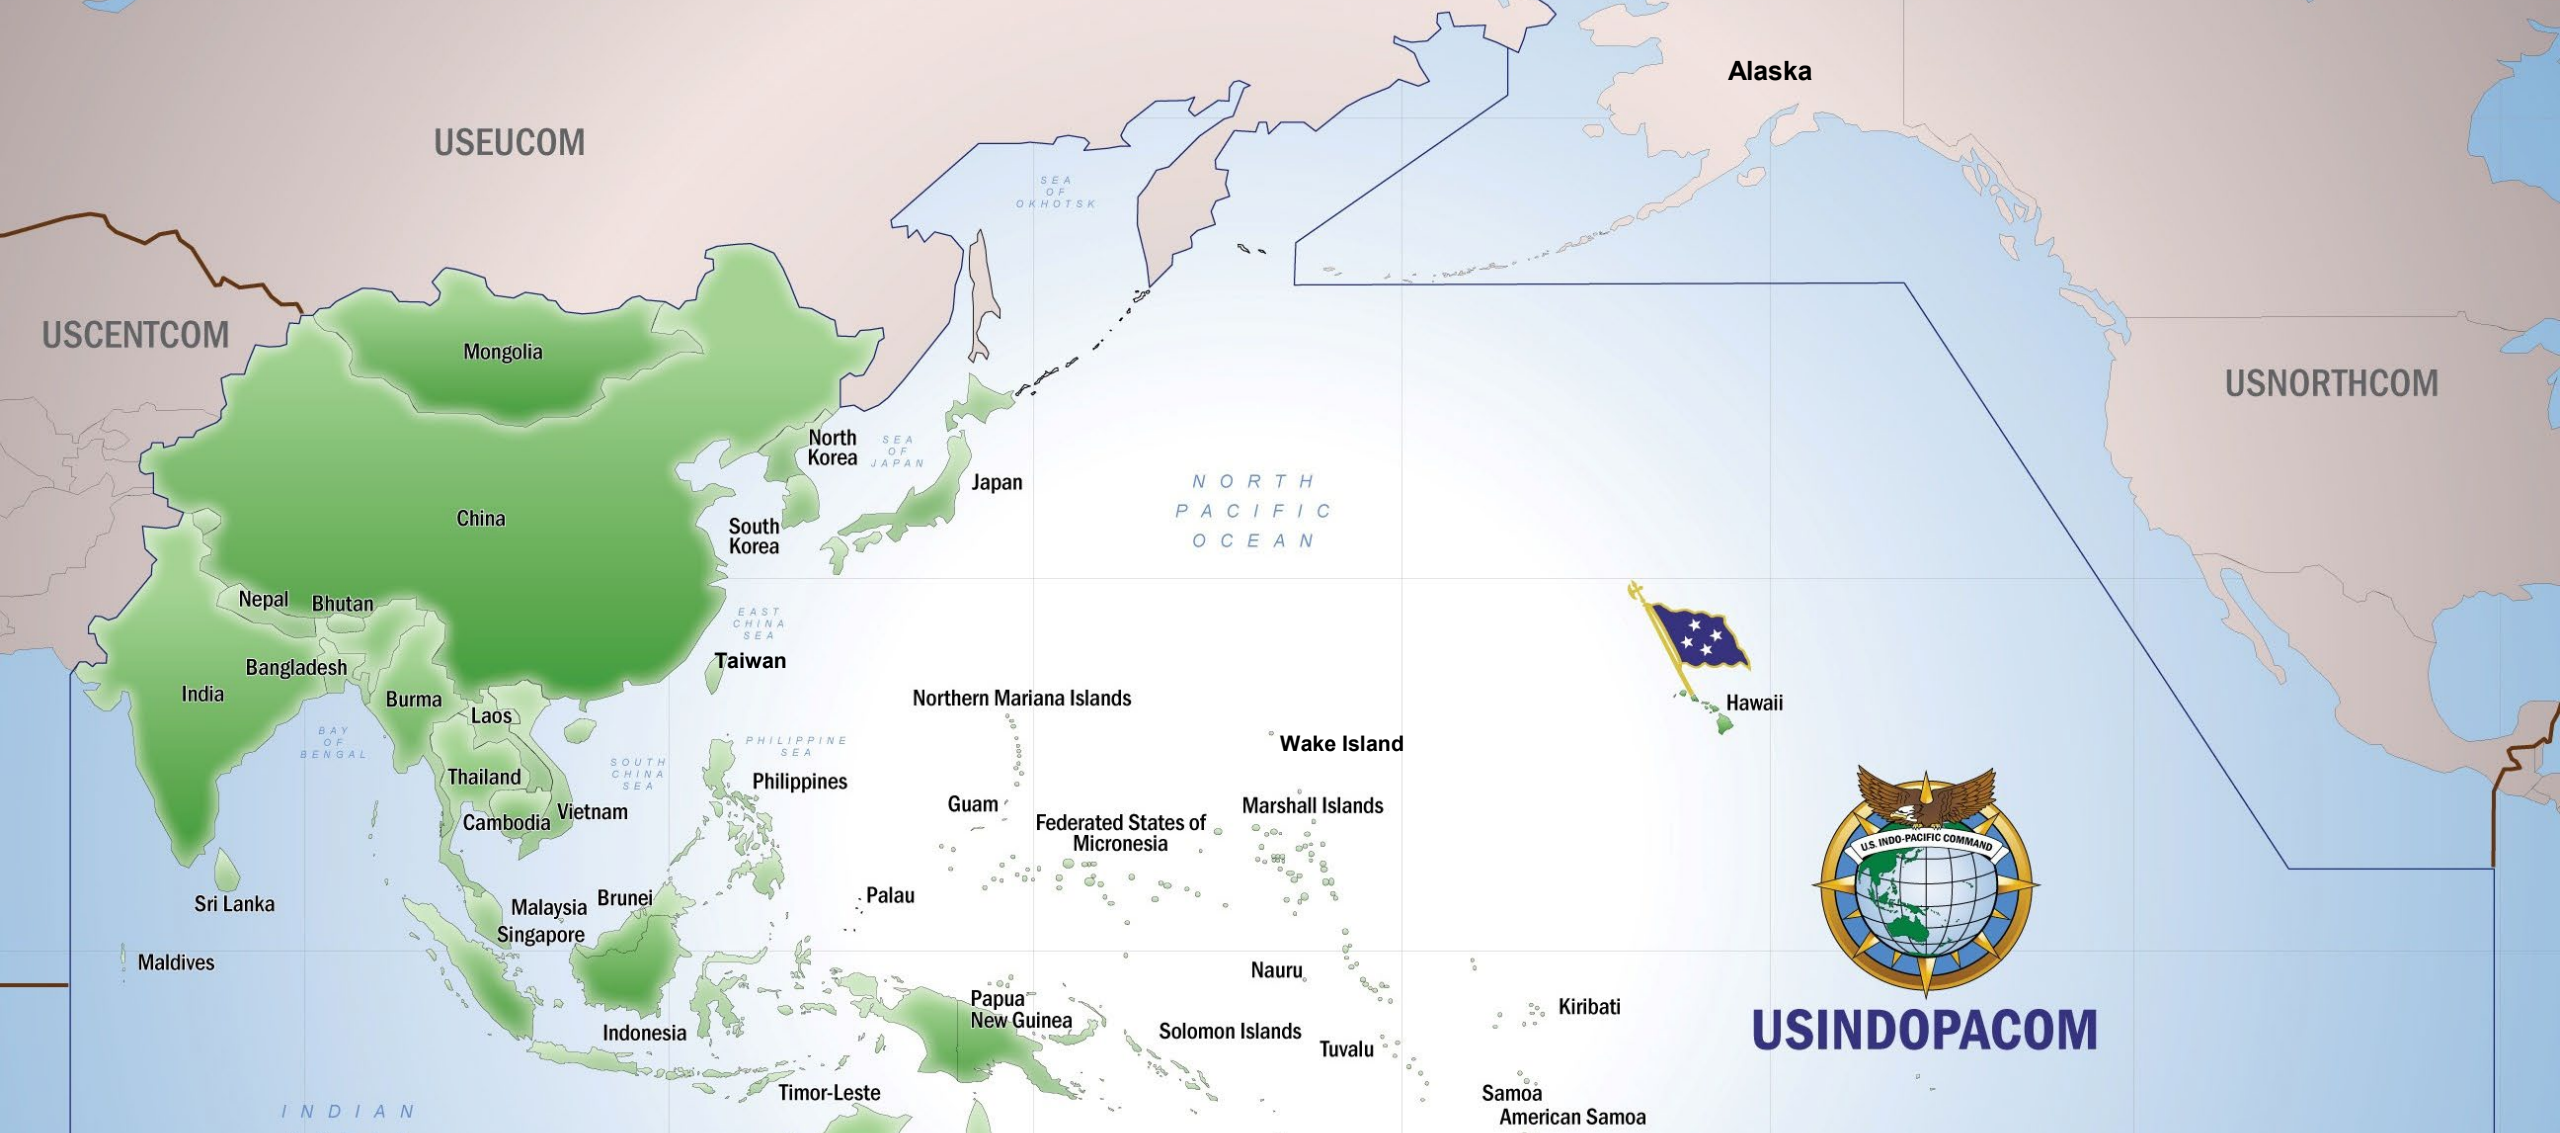 Alaska
USEUCOM
SEA
OF
OKHOTSK
USCENTCOM
Mongolia
USNORTHCOM
North
Korea
SEA
OF
JAPAN
Japan
NORTH
PACIFIC
OCEAN
China
South
Korea
Nepal
Bhutan
EAST
CHINA
SEA
Bangladesh
Taiwan
India
Burma
Laos
Northern Mariana Islands
Hawaii
BAY
OF
BENGAL
PHILIPPINE
SEA
Wake Island
SOUTH
CHINA
SEA
Thailand
Philippines
Vietnam
Cambodia
Guam
Marshall Islands
Federated States of
Micronesia
U.S. INDO-PACIFIC COMMAND
Sri Lanka
Malaysia
Brunei
Palau
Singapore
Maldives
Nauru
Papua
New Guinea
Kiribati
Indonesia
Solomon Islands
Tuvalu
USINDOPACOM
Timor-Leste
Samoa
INDIAN
American Samoa